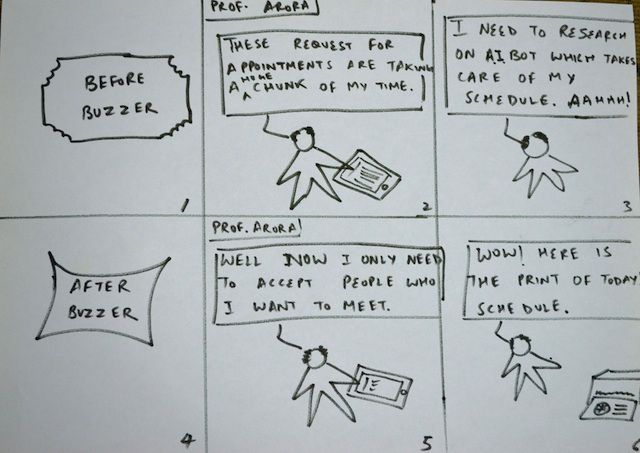 BEFORE
BUZZER
1
PROF. ARORA
THESE REQUEST FOR
APPOINTMENTS ARE TAKING
A HOME CHUNK OF MY TIME.
2
I NEED TO RESEARCH
ON AI BOT WHICH TAKES
CARE OF MY
SCHEDULE. AAHHH!
3
AFTER
BUZZER
4
PROF. ARORA!
WELL NOW I ONLY NEED
TO ACCEPT PEOPLE WHO
I WANT TO MEET.
5
WOW! HERE IS
THE PRINT OF TODAY
SCHEDULE.
6